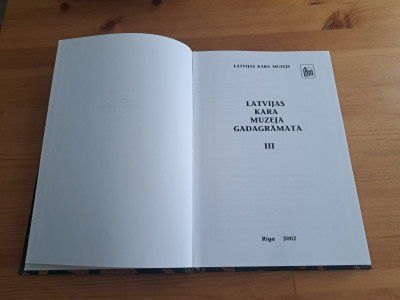 LATVIJAS KARA MUZEJS
LATVIJAS
KARA
MUZEJA
GADAGRĀMATA
III
Rīga 2002